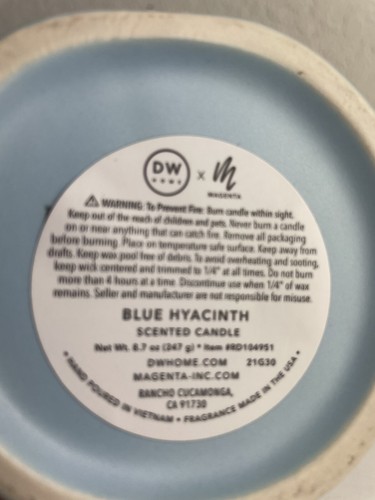 DW
HOME
x
M
MAGENTA
⚠ WARNING: To Prevent Fire: Burn candle within sight.
Keep out of the reach of children and pets. Never burn a candle
on or near anything that can catch fire. Remove all packaging
before burning. Place on temperature safe surface. Keep away from
drafts. Keep wax pool free of debris. To avoid overheating and sooting,
keep wick centered and trimmed to 1/4" at all times. Do not burn
more than 4 hours at a time. Discontinue use when 1/4" of wax
remains. Seller and manufacturer are not responsible for misuse.
BLUE HYACINTH
SCENTED CANDLE
Net Wt. 8.7 oz (247 g) • Item #RD104951
DWHOME.COM 21G30
MAGENTA-INC.COM
RANCHO CUCAMONGA,
CA 91730
• HAND POURED IN VIETNAM • FRAGRANCE MADE IN THE USA •